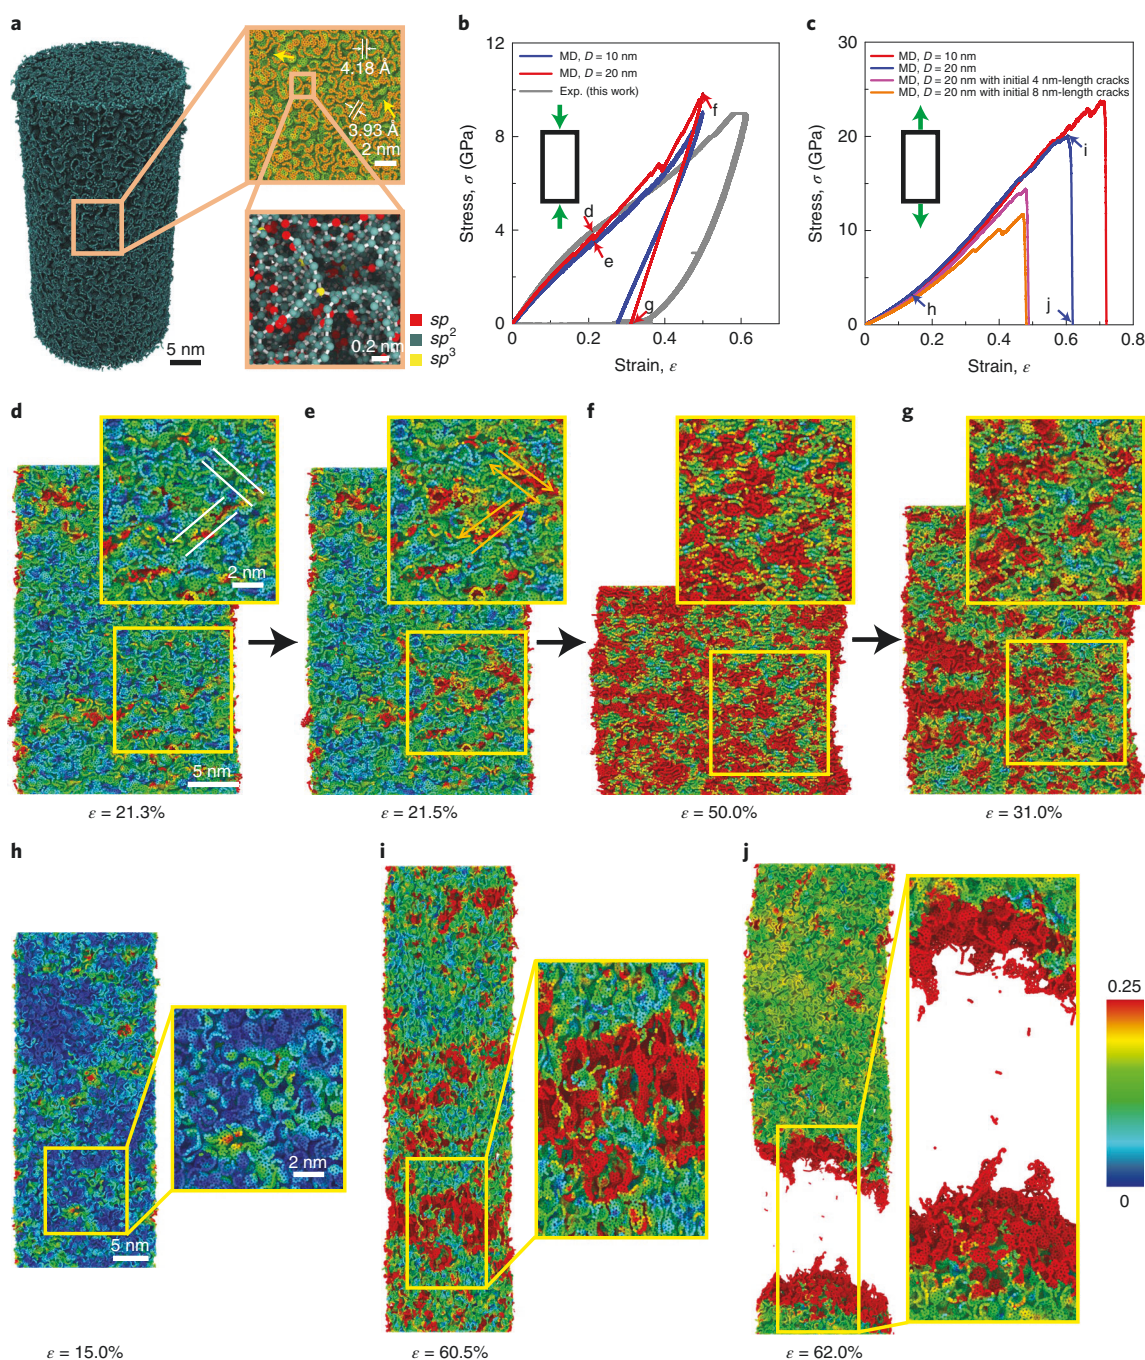 a
4.18 Å
3.93 Å
2 nm
sp
sp²
sp³
0.2 nm
5 nm
b
12
8
4
0
Stress, σ (GPa)
MD, D = 10 nm
MD, D = 20 nm
Exp. (this work)
f
d
e
g
0 0.2 0.4 0.6 0.8
Strain, ε
c
30
20
10
0
Stress, σ (GPa)
MD, D = 10 nm
MD, D = 20 nm
MD, D = 20 nm with initial 4 nm-length cracks
MD, D = 20 nm with initial 8 nm-length cracks
i
h
j
0 0.2 0.4 0.6 0.8
Strain, ε
d
2 nm
5 nm
ε = 21.3%
e
ε = 21.5%
f
ε = 50.0%
g
ε = 31.0%
h
2 nm
5 nm
ε = 15.0%
i
ε = 60.5%
j
ε = 62.0%
0.25
0